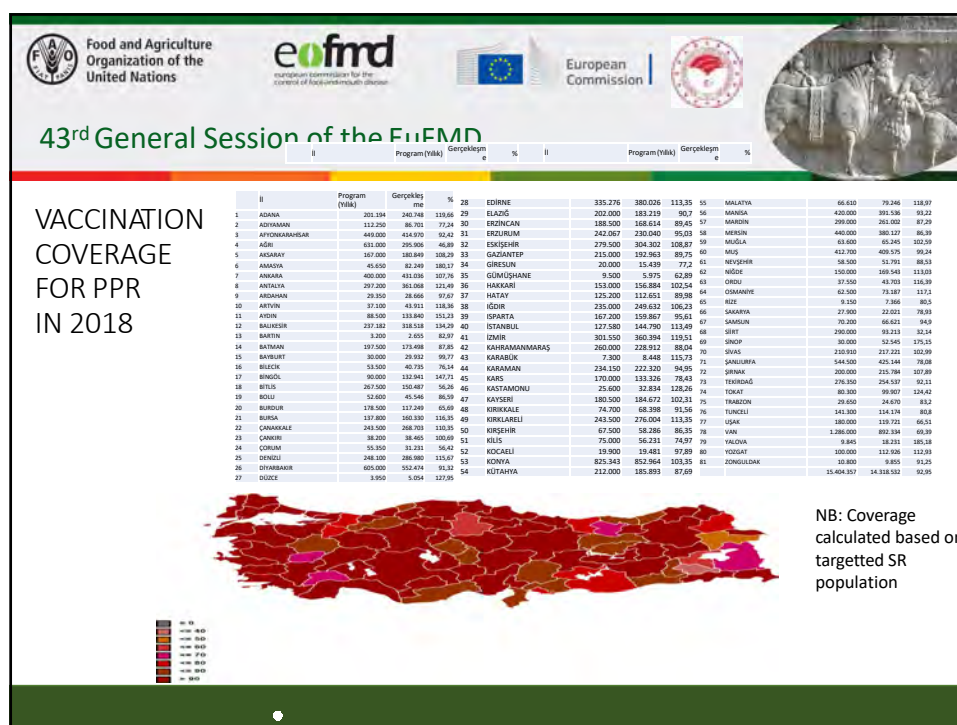 Food and Agriculture
Organization of the
United Nations
eofmd
european commission for the
control of foot-and-mouth disease
European
Commission
43rd General Session of the EuFMD
İl Program (Yıllık) Gerçekleşme % İl Program (Yıllık) Gerçekleşme %
VACCINATION
COVERAGE
FOR PPR
IN 2018
İl Program (Yıllık) Gerçekleşme %
1 ADANA 201.194 240.748 119,66
2 ADIYAMAN 112.250 86.701 77,24
3 AFYONKARAHİSAR 449.000 414.970 92,42
4 AĞRI 631.000 295.906 46,89
5 AKSARAY 167.000 180.849 108,29
6 AMASYA 45.650 82.249 180,17
7 ANKARA 400.000 431.036 107,76
8 ANTALYA 297.200 361.068 121,49
9 ARDAHAN 29.350 28.666 97,67
10 ARTVİN 37.100 43.911 118,36
11 AYDIN 88.500 133.840 151,23
12 BALIKESİR 237.182 318.518 134,29
13 BARTIN 3.200 2.655 82,97
14 BATMAN 197.500 173.498 87,85
15 BAYBURT 30.000 29.932 99,77
16 BİLECİK 53.500 40.735 76,14
17 BİNGÖL 90.000 132.941 147,71
18 BİTLİS 267.500 150.487 56,26
19 BOLU 52.600 45.546 86,59
20 BURDUR 178.500 117.249 65,69
21 BURSA 137.800 160.330 116,35
22 ÇANAKKALE 243.500 268.703 110,35
23 ÇANKIRI 38.200 38.465 100,69
24 ÇORUM 55.350 31.231 56,42
25 DENİZLİ 248.100 286.980 115,67
26 DİYARBAKIR 605.000 552.474 91,32
27 DÜZCE 3.950 5.054 127,95
28 EDİRNE 335.276 380.026 113,35
29 ELAZIĞ 202.000 183.219 90,7
30 ERZİNCAN 188.500 168.614 89,45
31 ERZURUM 242.067 230.040 95,03
32 ESKİŞEHİR 279.500 304.302 108,87
33 GAZİANTEP 215.000 192.963 89,75
34 GİRESUN 20.000 15.439 77,2
35 GÜMÜŞHANE 9.500 5.975 62,89
36 HAKKARİ 153.000 156.884 102,54
37 HATAY 125.200 112.651 89,98
38 IĞDIR 235.000 249.632 106,23
39 ISPARTA 167.200 159.867 95,61
40 İSTANBUL 127.580 144.790 113,49
41 İZMİR 301.550 360.394 119,51
42 KAHRAMANMARAŞ 260.000 228.912 88,04
43 KARABÜK 7.300 8.448 115,73
44 KARAMAN 234.150 222.320 94,95
45 KARS 170.000 133.326 78,43
46 KASTAMONU 25.600 32.834 128,26
47 KAYSERİ 180.500 184.672 102,31
48 KIRIKKALE 74.700 68.398 91,56
49 KIRKLARELİ 243.500 276.004 113,35
50 KIRŞEHİR 67.500 58.286 86,35
51 KİLİS 75.000 56.231 74,97
52 KOCAELİ 19.900 19.481 97,89
53 KONYA 825.343 852.964 103,35
54 KÜTAHYA 212.000 185.893 87,69
55 MALATYA 66.610 79.246 118,97
56 MANİSA 420.000 391.536 93,22
57 MARDİN 299.000 261.002 87,29
58 MERSİN 440.000 380.127 86,39
59 MUĞLA 63.600 65.245 102,59
60 MUŞ 412.700 409.575 99,24
61 NEVŞEHİR 58.500 51.791 88,53
62 NİĞDE 150.000 169.543 113,03
63 ORDU 37.550 43.703 116,39
64 OSMANİYE 62.500 73.187 117,1
65 RİZE 9.150 7.366 80,5
66 SAKARYA 27.900 22.021 78,93
67 SAMSUN 70.200 66.621 94,9
68 SİİRT 290.000 93.213 32,14
69 SİNOP 30.000 52.545 175,15
70 SİVAS 210.910 217.221 102,99
71 ŞANLIURFA 544.500 425.144 78,08
72 ŞIRNAK 200.000 215.784 107,89
73 TEKİRDAĞ 276.350 254.537 92,11
74 TOKAT 80.300 99.907 124,42
75 TRABZON 29.650 24.670 83,2
76 TUNCELİ 141.300 114.174 80,8
77 UŞAK 180.000 119.721 66,51
78 VAN 1.286.000 892.334 69,39
79 YALOVA 9.845 18.231 185,18
80 YOZGAT 100.000 112.926 112,93
81 ZONGULDAK 10.800 9.855 91,25
15.404.357 14.318.532 92,95
NB: Coverage
calculated based on
targetted SR
population
= 0
<= 40
<= 50
<= 60
<= 70
<= 80
<= 90
> 90